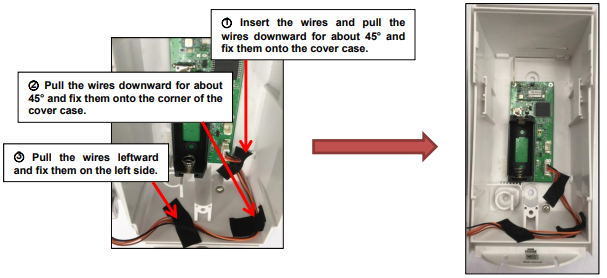 ① Insert the wires and pull the
wires downward for about 45° and
fix them onto the cover case.
② Pull the wires downward for about
45° and fix them onto the corner of the
cover case.
③ Pull the wires leftward
and fix them on the left side.